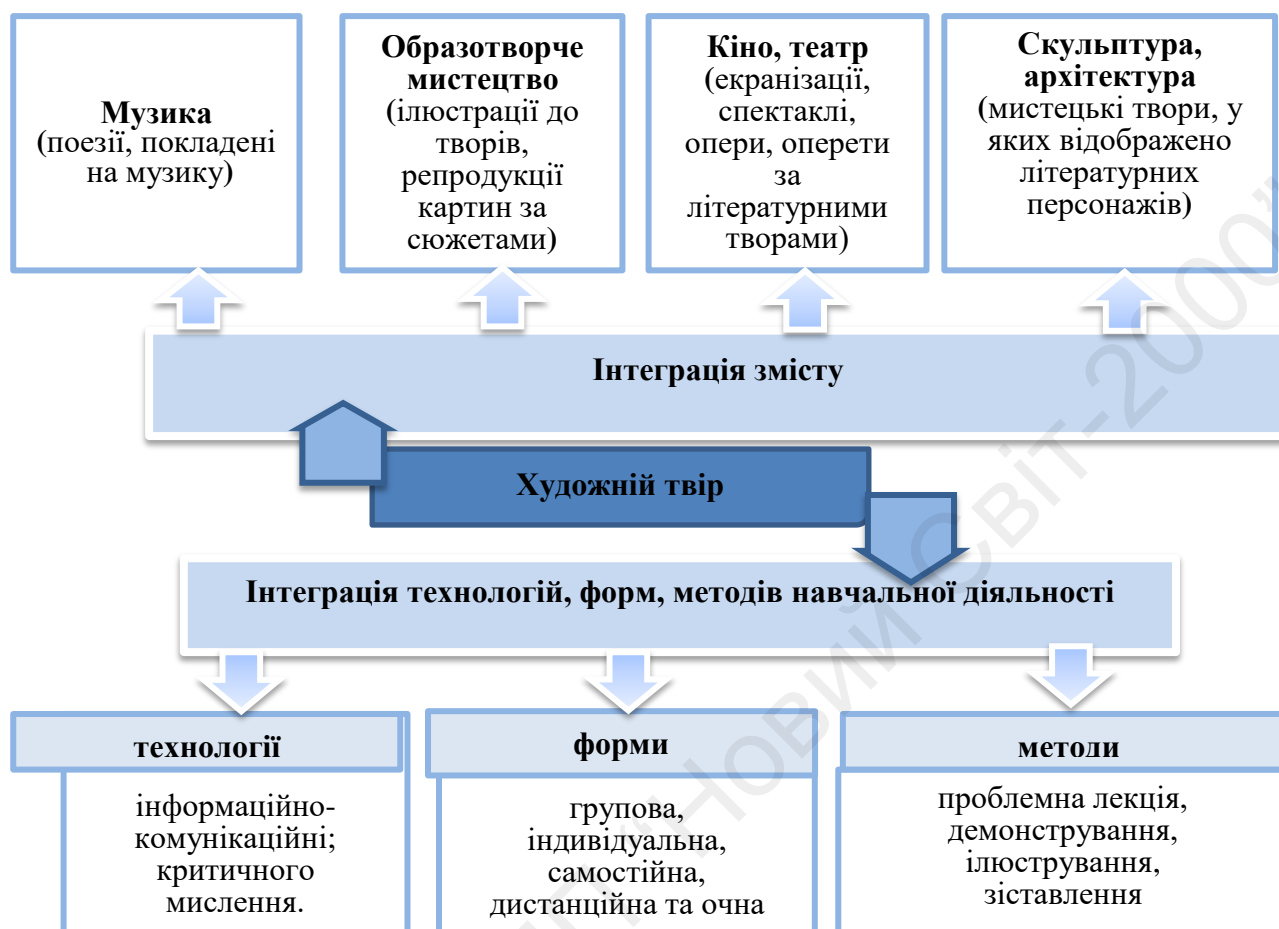 Музика
(поезії, покладені
на музику)
Образотворче
мистецтво
(ілюстрації до
творів,
репродукції
картин за
сюжетами)
Кіно, театр
(екранізації,
спектаклі,
опери, оперети
за
літературними
творами)
Скульптура,
архітектура
(мистецькі твори, у
яких відображено
літературних
персонажів)
Інтеграція змісту
Художній твір
Інтеграція технологій, форм, методів навчальної діяльності
технології
інформаційно-
комунікаційні;
критичного
мислення.
форми
групова,
індивідуальна,
самостійна,
дистанційна та очна
методи
проблемна лекція,
демонстрування,
ілюстрування,
зіставлення
"Новий Світ-2000"